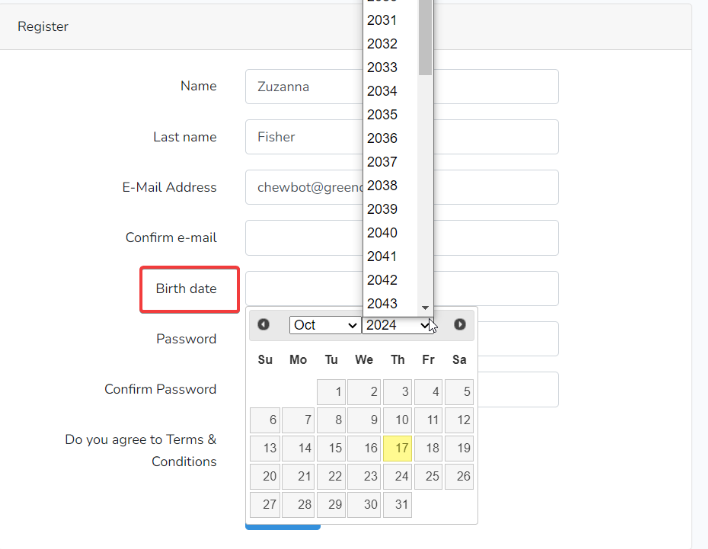 Register
2031
2032
2033
2034
2035
2036
2037
2038
2039
2040
2041
2042
2043
Name
Zuzanna
Last name
Fisher
E-Mail Address
chewbot@greenc
Confirm e-mail
Birth date
Oct
2024
Password
Su Mo Tu We Th Fr Sa
1 2 3 4 5
Confirm Password
6 7 8 9 10 11 12
Do you agree to Terms &
Conditions
13 14 15 16 17 18 19
20 21 22 23 24 25 26
27 28 29 30 31